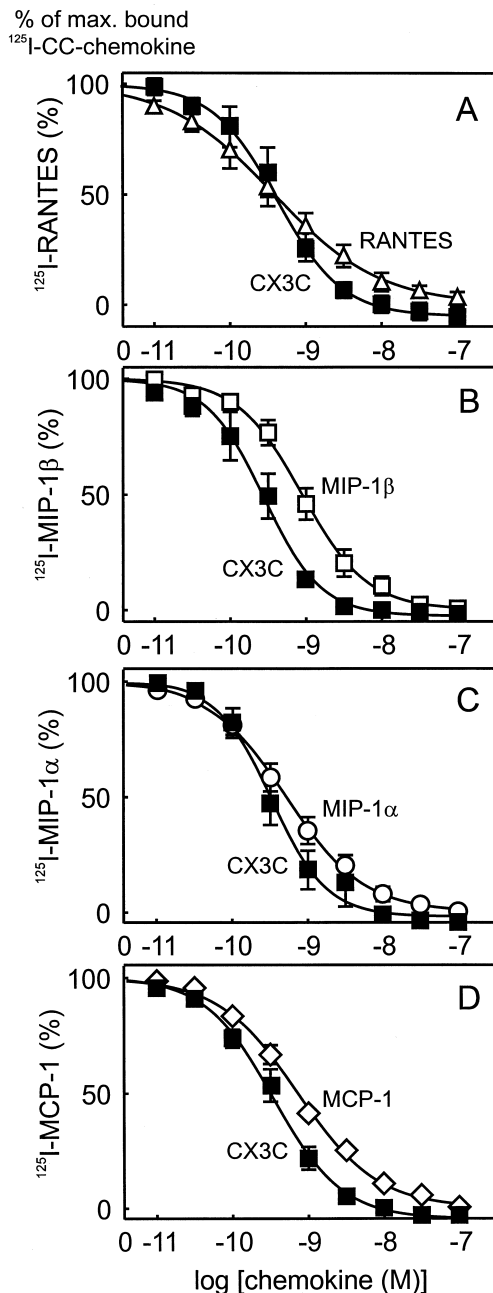 % of max. bound
¹²⁵I-CC-chemokine
A
¹²⁵I-RANTES (%)
100
50
0
RANTES
CX3C
0 -11 -10 -9 -8 -7
B
¹²⁵I-MIP-1β (%)
100
50
0
MIP-1β
CX3C
0 -11 -10 -9 -8 -7
C
¹²⁵I-MIP-1α (%)
100
50
0
MIP-1α
CX3C
0 -11 -10 -9 -8 -7
D
¹²⁵I-MCP-1 (%)
100
50
0
MCP-1
CX3C
0 -11 -10 -9 -8 -7
log [chemokine (M)]